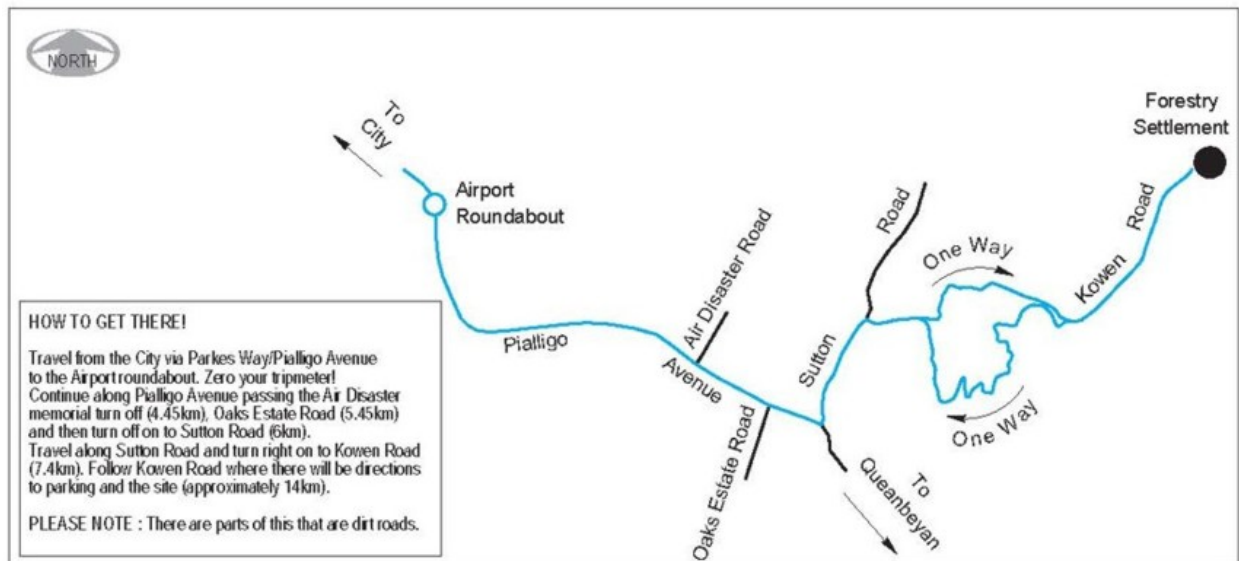 NORTH
To
City
Airport
Roundabout
Forestry
Settlement
Road
One Way
Kowen
Road
Air Disaster Road
Pialligo
Avenue
Sutton
One Way
Oaks Estate Road
To
Queanbeyan
HOW TO GET THERE!
Travel from the City via Parkes Way/Pialligo Avenue
to the Airport roundabout. Zero your tripmeter!
Continue along Pialligo Avenue passing the Air Disaster
memorial turn off (4.45km), Oaks Estate Road (5.45km)
and then turn off on to Sutton Road (6km).
Travel along Sutton Road and turn right on to Kowen Road
(7.4km). Follow Kowen Road where there will be directions
to parking and the site (approximately 14km).
PLEASE NOTE : There are parts of this that are dirt roads.